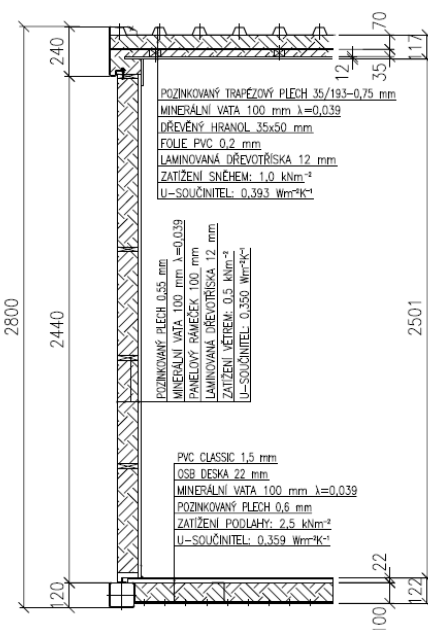 240
70
117
12
35
POZINKOVANÝ TRAPÉZOVÝ PLECH 35/193-0,75 mm
MINERÁLNÍ VATA 100 mm λ=0,039
DŘEVĚNÝ HRANOL 35x50 mm
FOLIE PVC 0,2 mm
LAMINOVANÁ DŘEVOTŘÍSKA 12 mm
ZATÍŽENÍ SNĚHEM: 1,0 kNm⁻²
U-SOUČINITEL: 0,393 Wm⁻²K⁻¹
POZINKOVANÝ PLECH 0,55 mm
MINERÁLNÍ VATA 100 mm λ=0,039
PANELOVÝ RÁMEČEK 100 mm
LAMINOVANÁ DŘEVOTŘÍSKA 12 mm
ZATÍŽENÍ VĚTREM: 0,5 kNm⁻²
U-SOUČINITEL: 0,350 Wm⁻²K⁻¹
2800
2440
2501
PVC CLASSIC 1,5 mm
OSB DESKA 22 mm
MINERÁLNÍ VATA 100 mm λ=0,039
POZINKOVANÝ PLECH 0,6 mm
ZATÍŽENÍ PODLAHY: 2,5 kNm⁻²
U-SOUČINITEL: 0,359 Wm⁻²K⁻¹
120
22
122
100